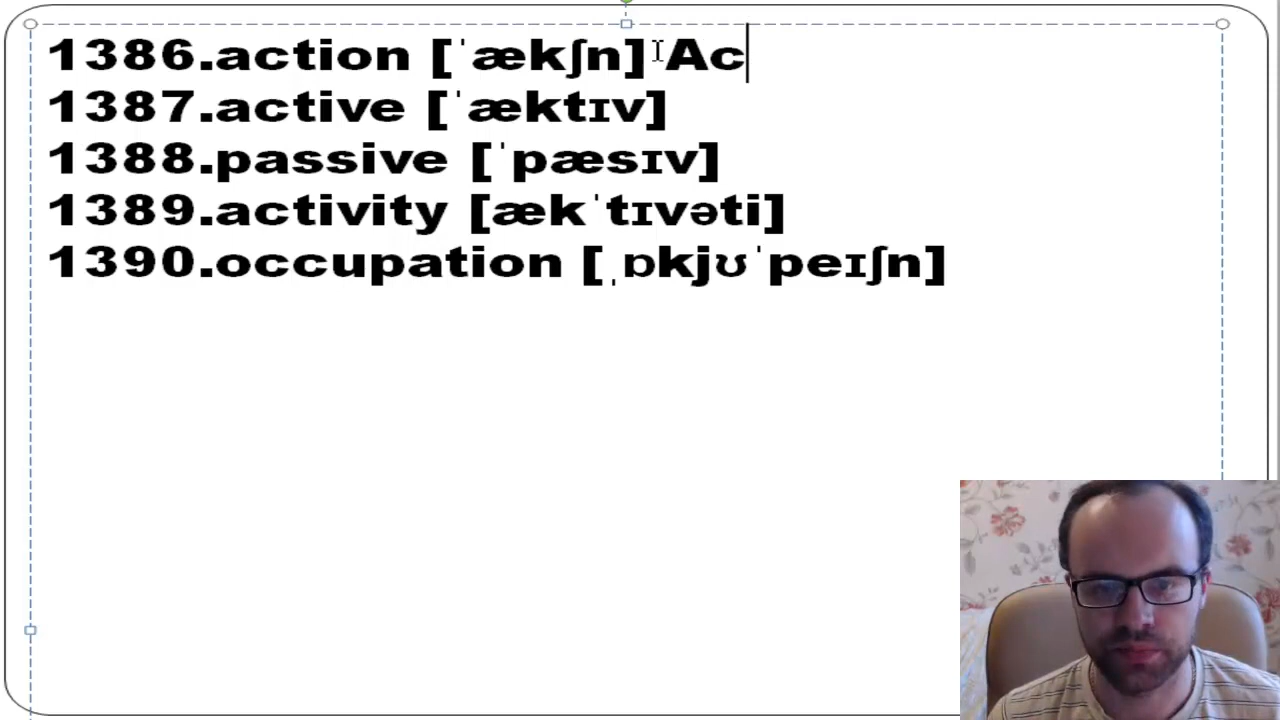 1386.action [ˈækʃn] Ac
1387.active [ˈæktɪv]
1388.passive [ˈpæsɪv]
1389.activity [ækˈtɪvəti]
1390.occupation [ˌɒkjʊˈpeɪʃn]